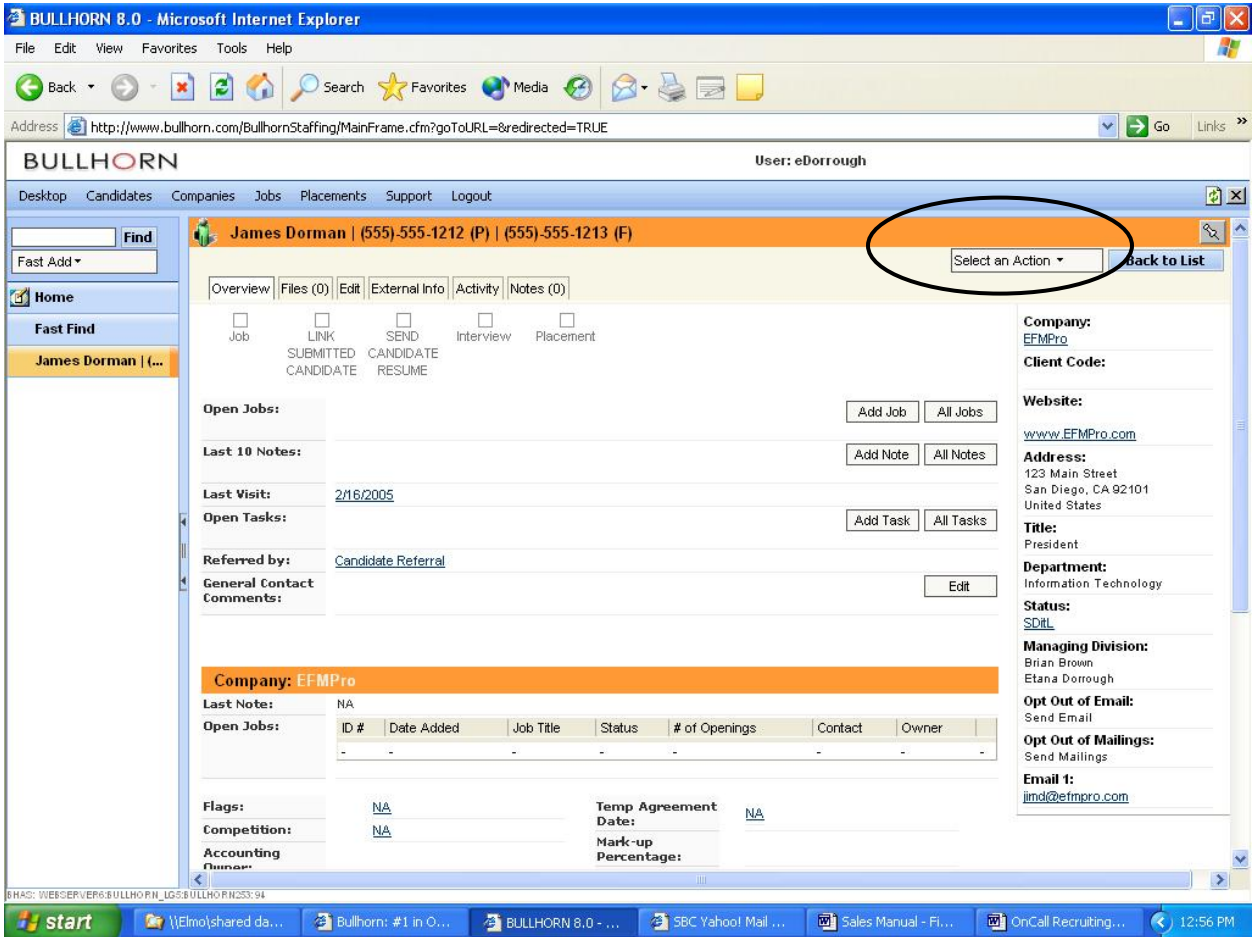 BULLHORN 8.0 - Microsoft Internet Explorer
File Edit View Favorites Tools Help
Back Search Favorites Media
Address http://www.bullhorn.com/BullhornStaffing/MainFrame.cfm?goToURL=&redirected=TRUE Go Links »
BULLHORN User: eDorrough
Desktop Candidates Companies Jobs Placements Support Logout
Find
Fast Add
Home
Fast Find
James Dorman | (...
James Dorman | (555)-555-1212 (P) | (555)-555-1213 (F)
Select an Action Back to List
Overview Files (0) Edit External Info Activity Notes (0)
Job LINK SUBMITTED CANDIDATE SEND CANDIDATE RESUME Interview Placement
Open Jobs: Add Job All Jobs
Last 10 Notes: Add Note All Notes
Last Visit: 2/16/2005
Open Tasks: Add Task All Tasks
Referred by: Candidate Referral
General Contact Comments: Edit
Company: EFMPro
Last Note: NA
Open Jobs: ID # Date Added Job Title Status # of Openings Contact Owner
- - - - - - - -
Flags: NA Temp Agreement Date: NA
Competition: NA
Mark-up Percentage:
Accounting Owner:
Company:
EFMPro
Client Code:
Website:
www.EFMPro.com
Address:
123 Main Street
San Diego, CA 92101
United States
Title:
President
Department:
Information Technology
Status:
SDitL
Managing Division:
Brian Brown
Etana Dorrough
Opt Out of Email:
Send Email
Opt Out of Mailings:
Send Mailings
Email 1:
jimd@efmpro.com
BHAS: WEBSERVER6:BULLHORN_LG5:BULLHORN253:94
start \\Elmo\shared da... Bullhorn: #1 in O... BULLHORN 8.0 - ... SBC Yahoo! Mail ... Sales Manual - Fi... OnCall Recruiting... 12:56 PM